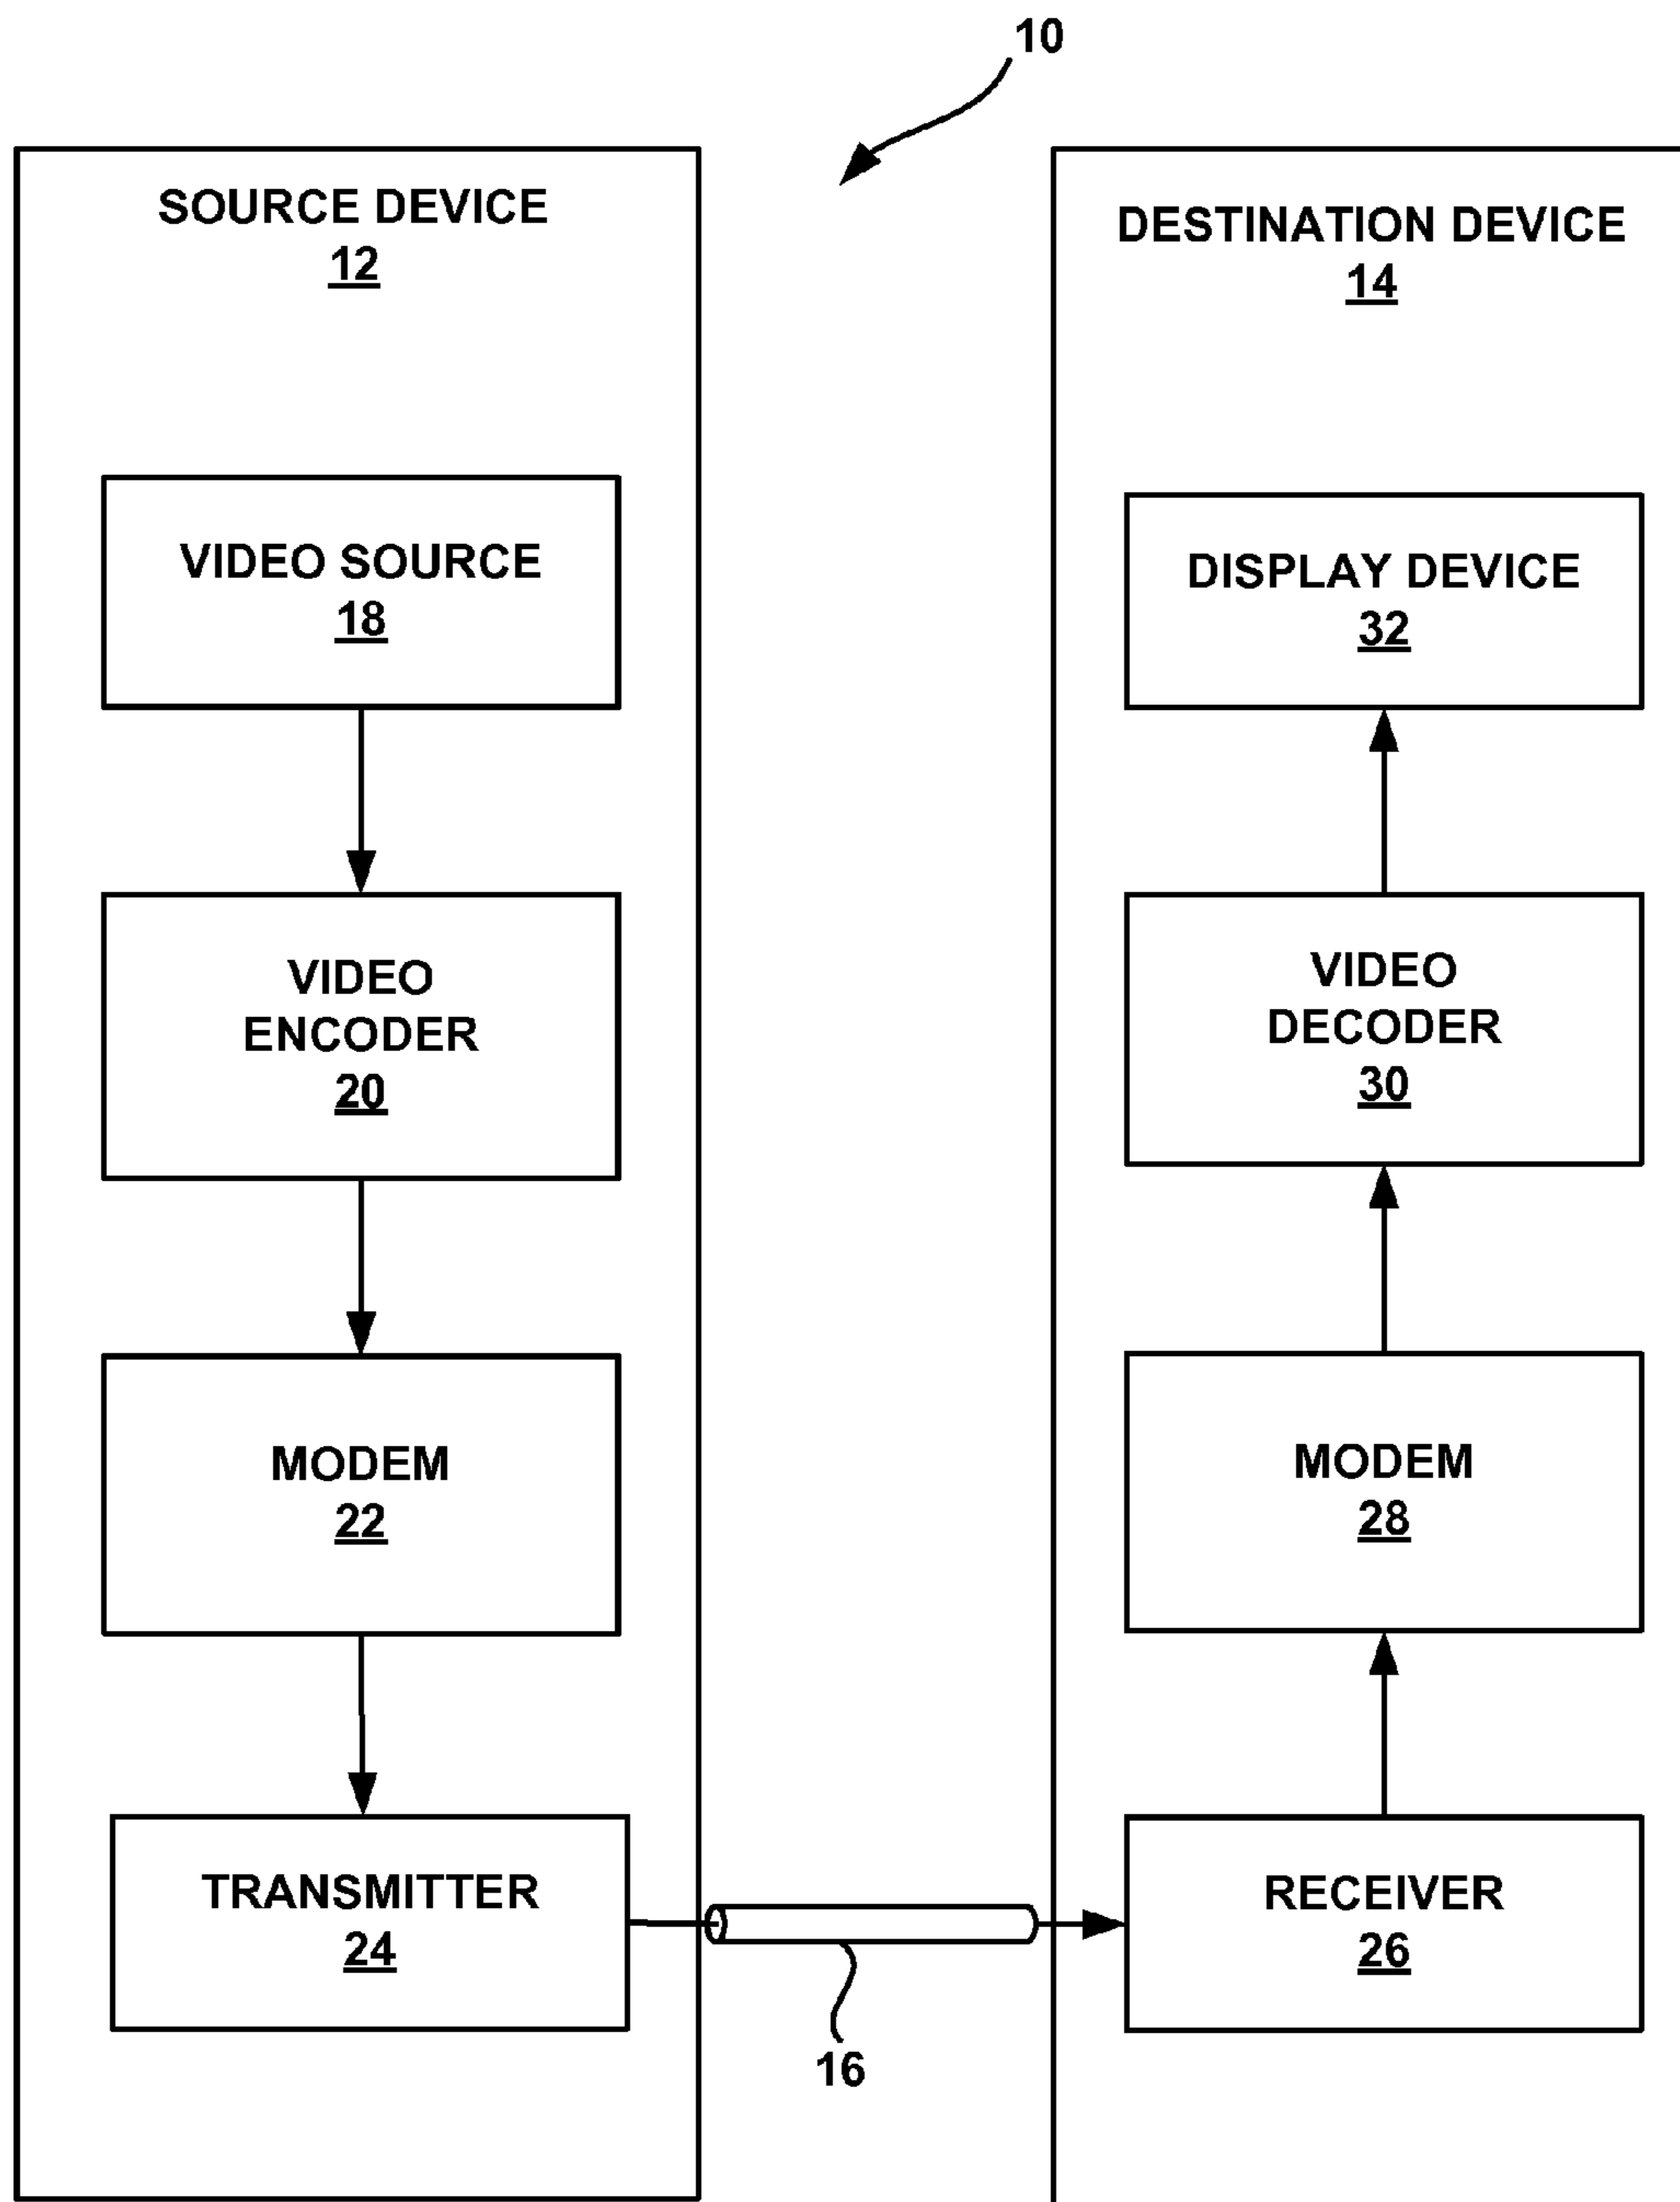 10
SOURCE DEVICE
12
VIDEO SOURCE
18
VIDEO
ENCODER
20
MODEM
22
TRANSMITTER
24
16
DESTINATION DEVICE
14
DISPLAY DEVICE
32
VIDEO
DECODER
30
MODEM
28
RECEIVER
26